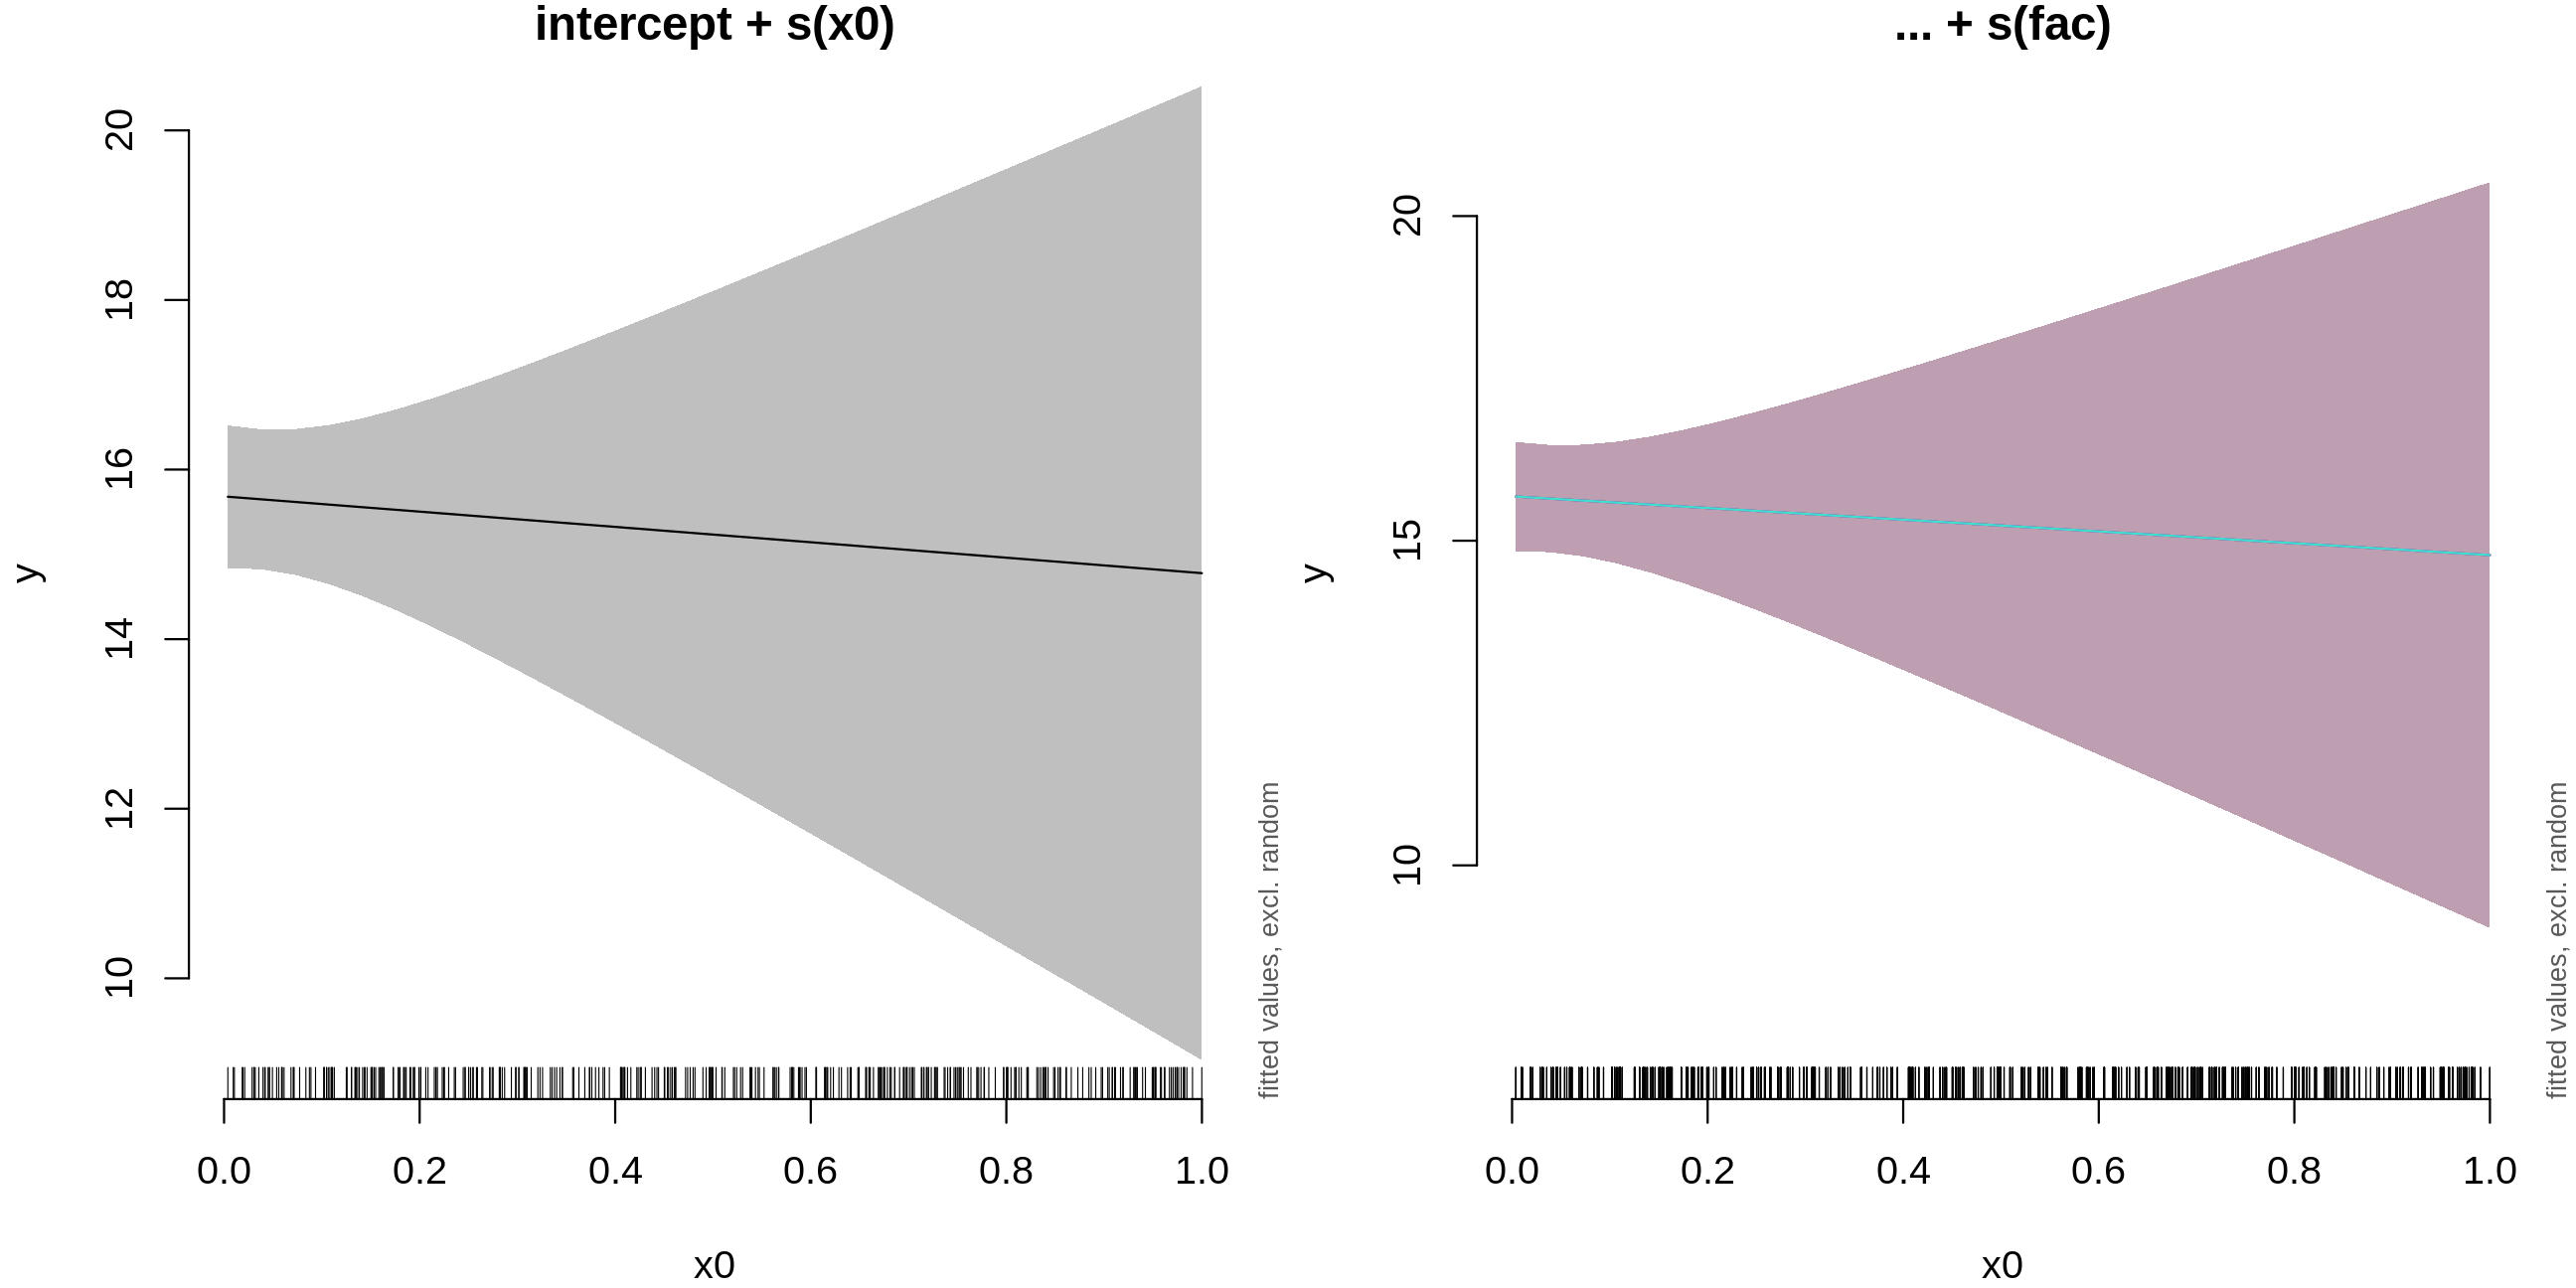 intercept + s(x0)
y
20
18
16
14
12
10
0.0 0.2 0.4 0.6 0.8 1.0
x0
fitted values, excl. random
... + s(fac)
y
20
15
10
0.0 0.2 0.4 0.6 0.8 1.0
x0
fitted values, excl. random